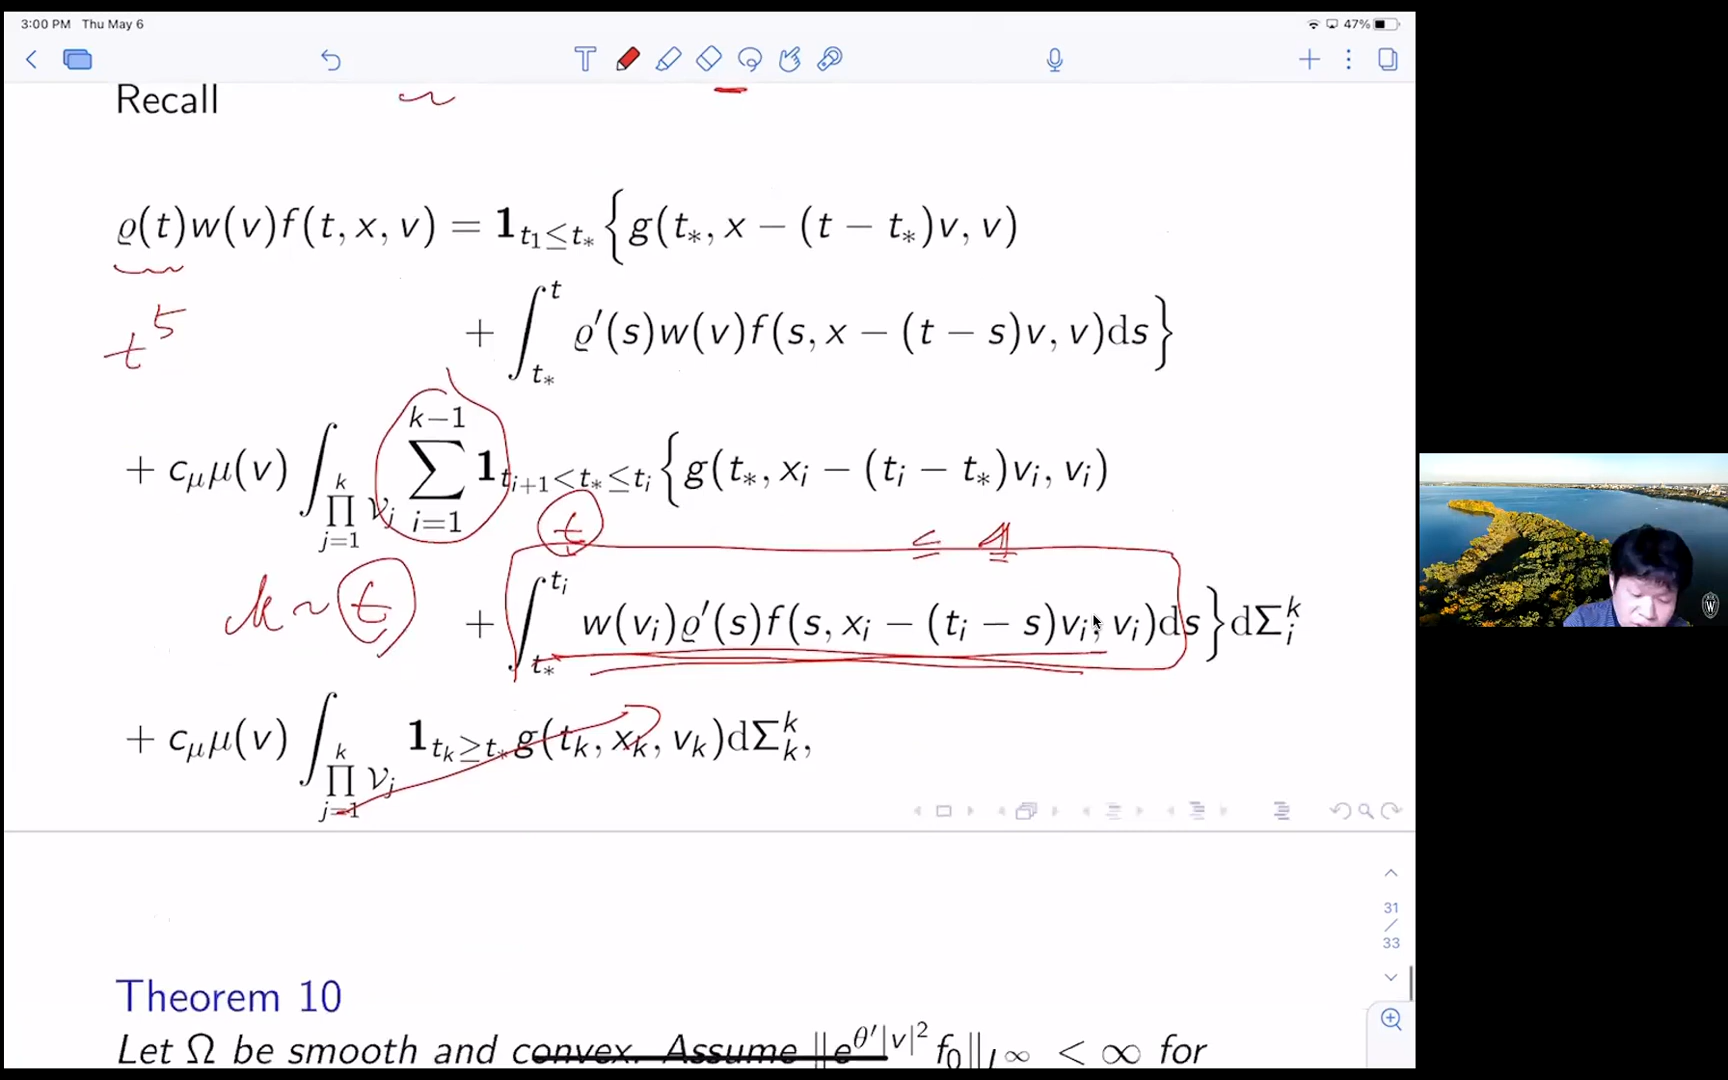 3:00 PM Thu May 6
47%
Recall
ϱ(t)w(v)f(t, x, v) = 𝟏_{t_1≤t_*} { g(t_*, x − (t − t_*)v, v)
+ ∫_{t_*}^{t} ϱ′(s)w(v)f(s, x − (t − s)v, v)ds }
t^5
+ c_μ μ(v) ∫_{∏_{j=1}^{k} 𝒱_j} ∑_{i=1}^{k−1} 𝟏_{t_{i+1}<t_*≤t_i} { g(t_*, x_i − (t_i − t_*)v_i, v_i)
t
k ~ t
+ ∫_{t_*}^{t_i} w(v_i)ϱ′(s)f(s, x_i − (t_i − s)v_i, v_i)ds } dΣ_i^k
+ c_μ μ(v) ∫_{∏_{j=1}^{k} 𝒱_j} 𝟏_{t_k≥t_*} g(t_k, x_k, v_k)dΣ_k^k,
31
/
33
Theorem 10
Let Ω be smooth and convex. Assume ||e^{θ′|v|^2} f_0||_{L^∞} < ∞ for
W